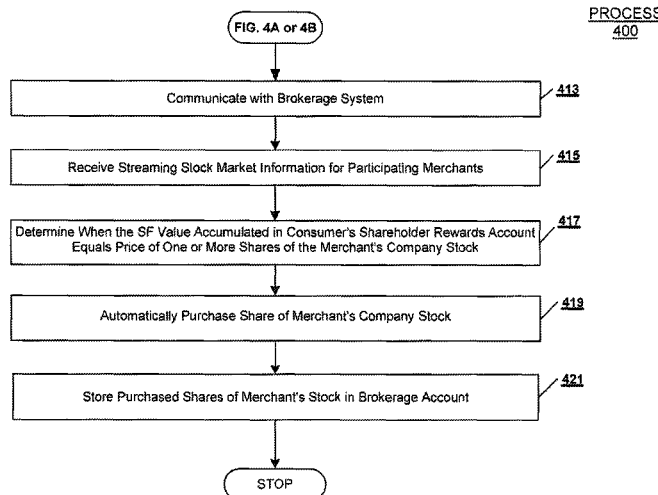 PROCESS
400
FIG. 4A or 4B
Communicate with Brokerage System
413
Receive Streaming Stock Market Information for Participating Merchants
415
Determine When the SF Value Accumulated in Consumer's Shareholder Rewards Account
Equals Price of One or More Shares of the Merchant's Company Stock
417
Automatically Purchase Share of Merchant's Company Stock
419
Store Purchased Shares of Merchant's Stock in Brokerage Account
421
STOP